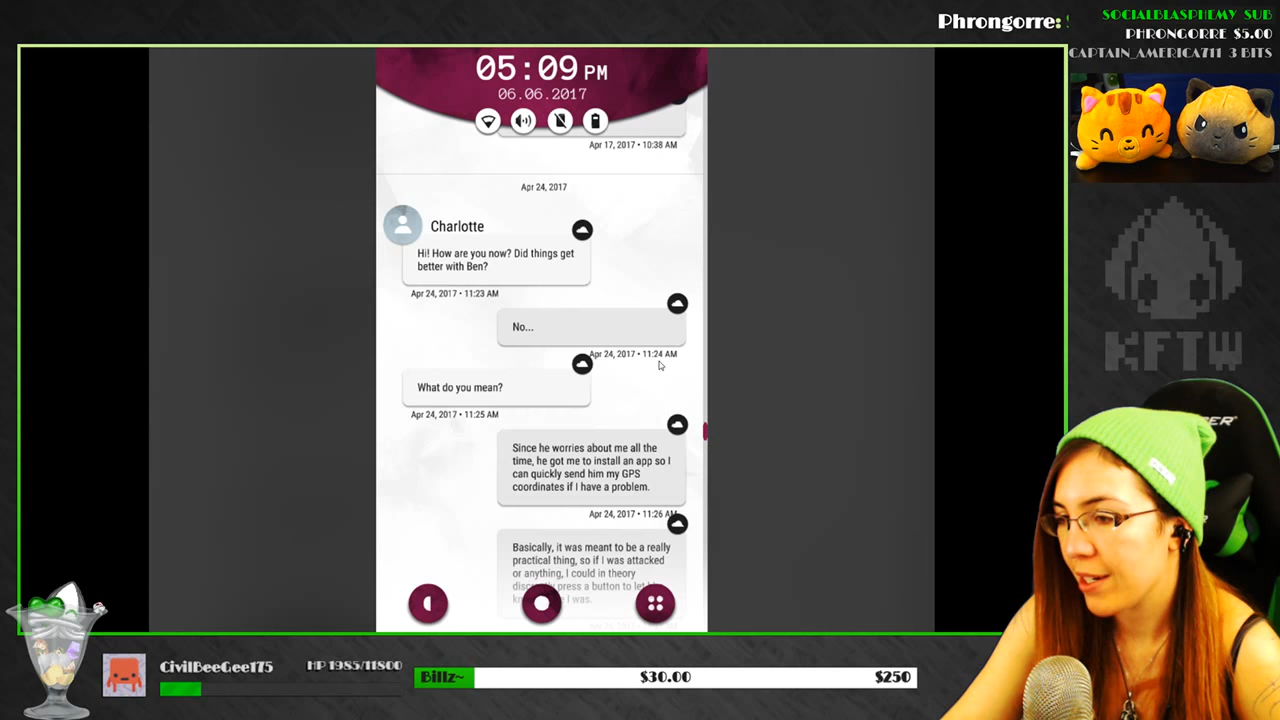 Phrongorre:
SOCIALBLASPHEMY SUB
PHRONGORRE $5.00
CAPTAIN_AMERICA711 3 BITS
05:09 PM
06.06.2017
Apr 17, 2017 • 10:38 AM
Apr 24, 2017
Charlotte
Hi! How are you now? Did things get
better with Ben?
Apr 24, 2017 • 11:23 AM
No...
Apr 24, 2017 • 11:24 AM
What do you mean?
Apr 24, 2017 • 11:25 AM
Since he worries about me all the
time, he got me to install an app so I
can quickly send him my GPS
coordinates if I have a problem.
Apr 24, 2017 • 11:26 AM
Basically, it was meant to be a really
practical thing, so if I was attacked
or anything, I could in theory
press a button to let
I was.
KFTW
CivilBeeGee175
HP 1985/11800
Billz~
$30.00
$250